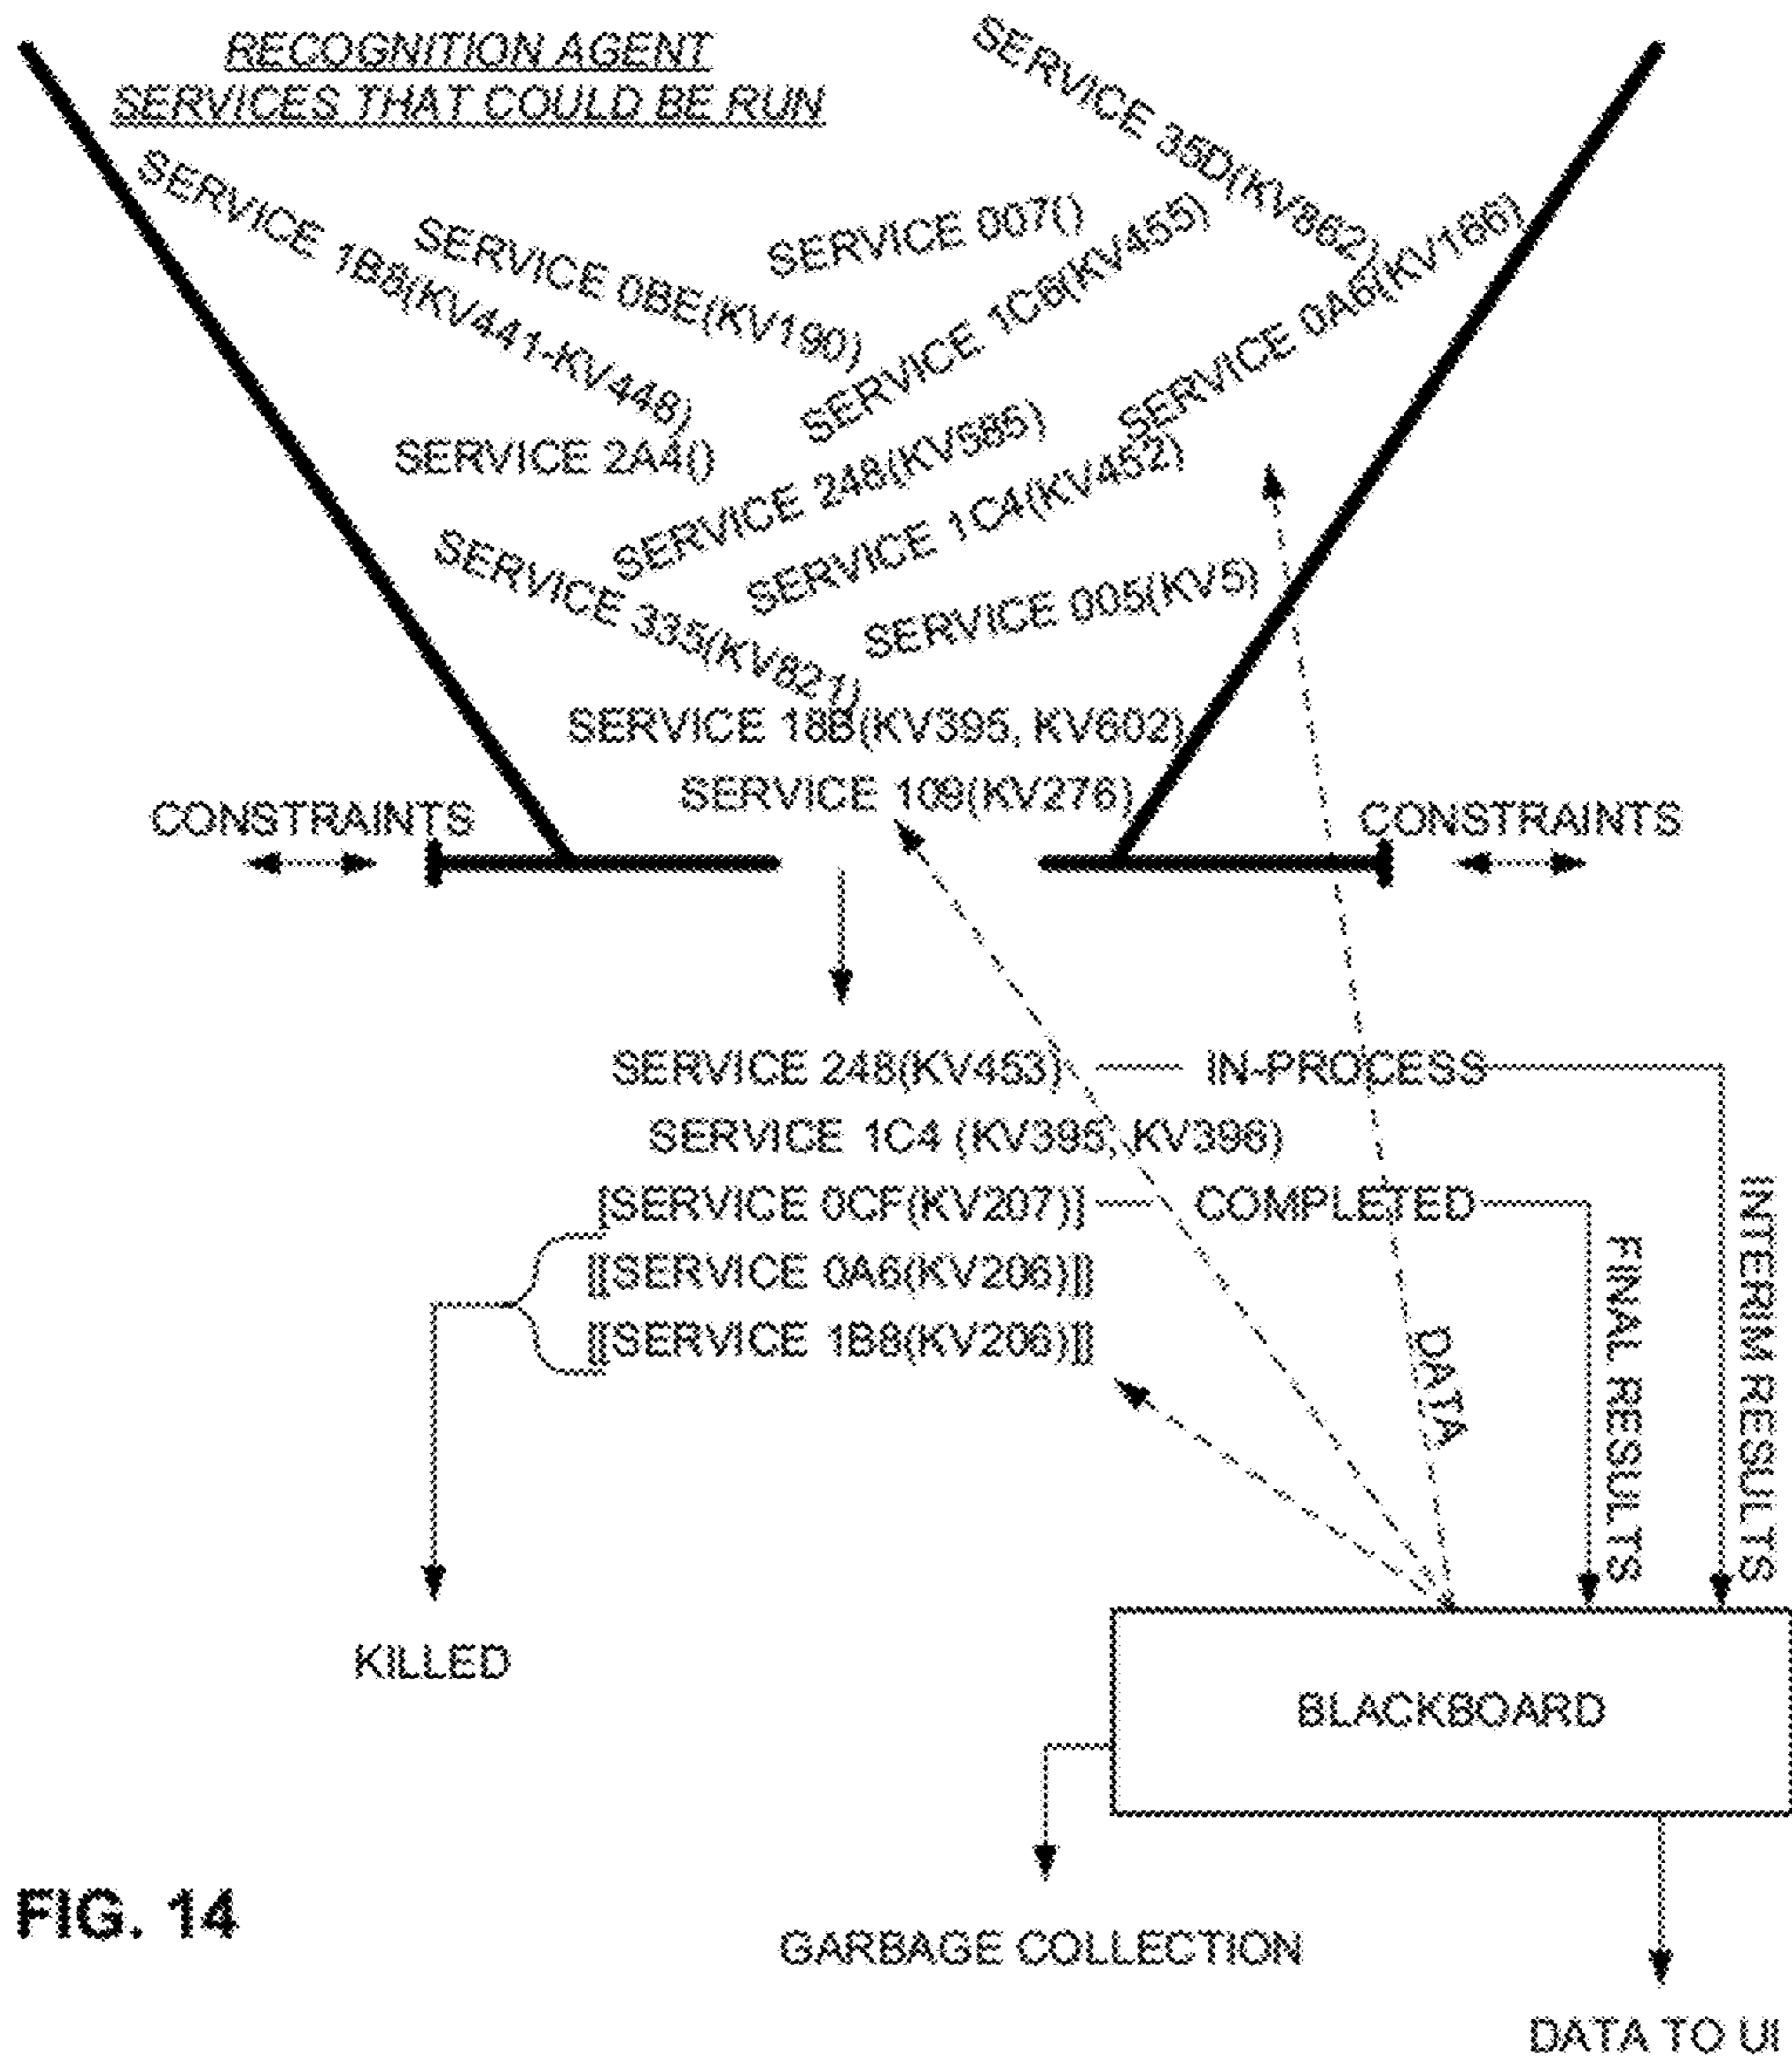 RECOGNITION AGENT
SERVICES THAT COULD BE RUN
SERVICE 35D(KV862)
SERVICE 1B8(KV441-KV448)
SERVICE 0BE(KV190)
SERVICE 007()
SERVICE 1C6(KV455)
SERVICE 0A6(KV166)
SERVICE 2A4()
SERVICE 248(KV585)
SERVICE 1C4(KV452)
SERVICE 335(KV821)
SERVICE 005(KV5)
SERVICE 18B(KV395, KV602)
SERVICE 109(KV276)
CONSTRAINTS
CONSTRAINTS
SERVICE 248(KV453)
IN-PROCESS
SERVICE 1C4 (KV395, KV398)
[SERVICE 0CF(KV207)]
COMPLETED
[[SERVICE 0A6(KV206)]]
[[SERVICE 1B8(KV206)]]
DATA
FINAL RESULTS
INTERIM RESULTS
KILLED
BLACKBOARD
FIG. 14
GARBAGE COLLECTION
DATA TO UI